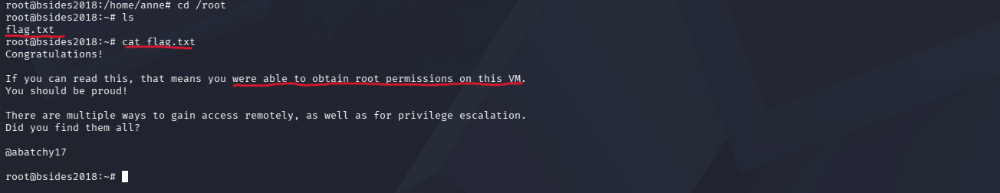 root@bsides2018:/home/anne# cd /root
root@bsides2018:~# ls
flag.txt
root@bsides2018:~# cat flag.txt
Congratulations!
If you can read this, that means you were able to obtain root permissions on this VM.
You should be proud!
There are multiple ways to gain access remotely, as well as for privilege escalation.
Did you find them all?
@abatchy17
root@bsides2018:~#